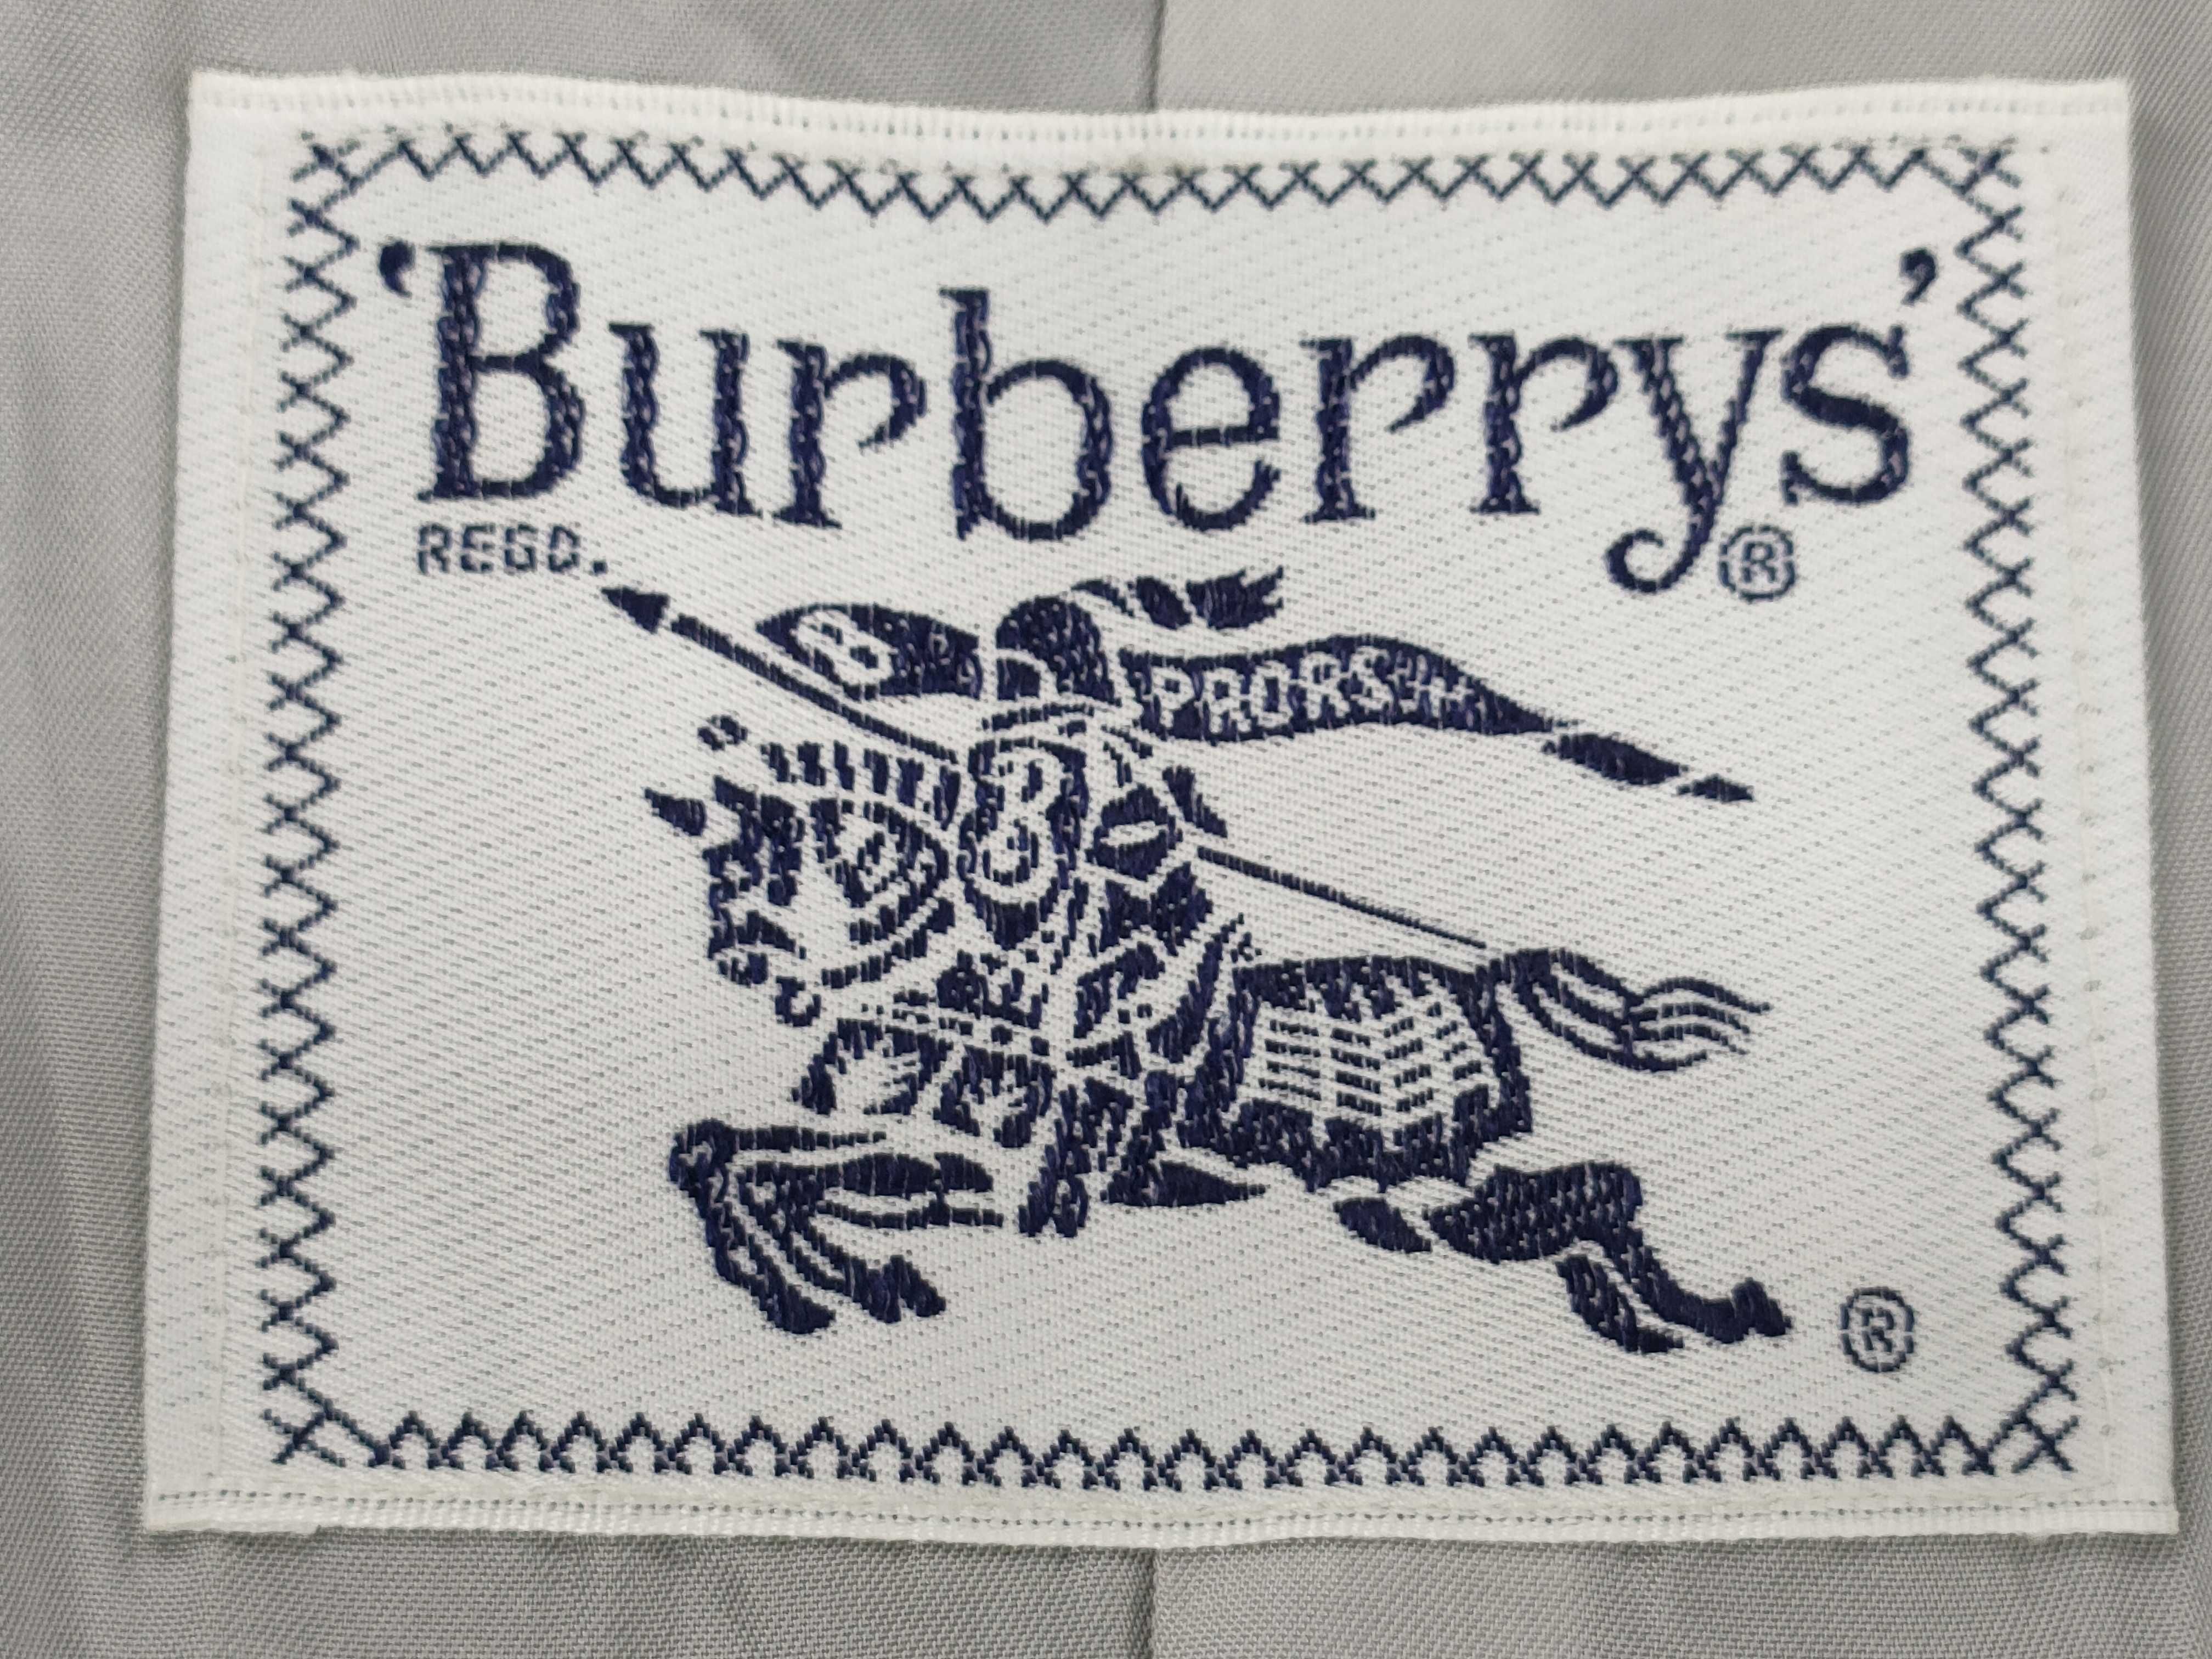 'Burberrys'
REGD. ®
B PRORSUM
B
®